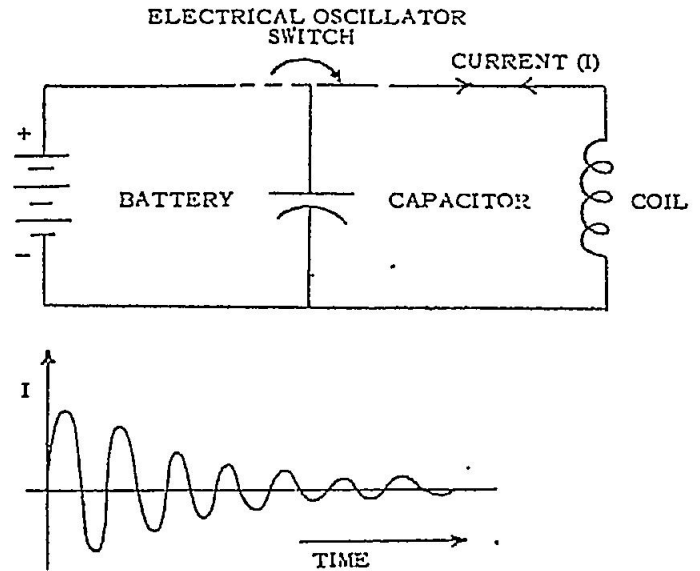 ELECTRICAL OSCILLATOR
SWITCH
CURRENT (I)
+
BATTERY
CAPACITOR
COIL
-
I
TIME